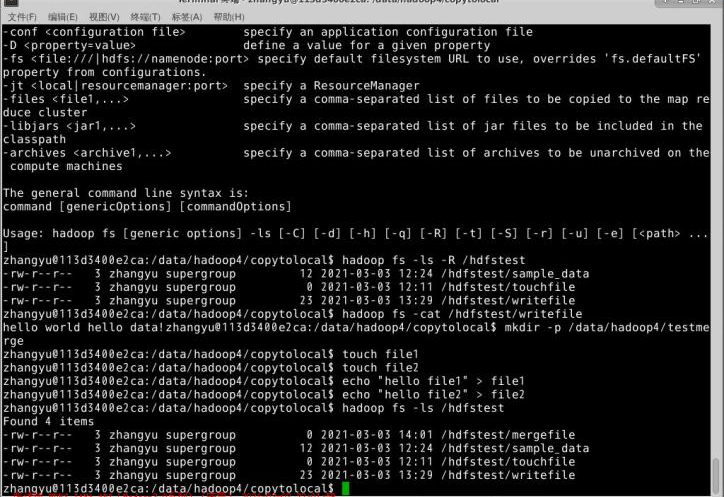 Terminal 终端 - zhangyu@113d3400e2ca: /data/hadoop4/copytolocal
文件(F) 编辑(E) 视图(V) 终端(T) 标签(A) 帮助(H)
-conf <configuration file> specify an application configuration file
-D <property=value> define a value for a given property
-fs <file:///|hdfs://namenode:port> specify default filesystem URL to use, overrides 'fs.defaultFS'
property from configurations.
-jt <local|resourcemanager:port> specify a ResourceManager
-files <file1,...> specify a comma-separated list of files to be copied to the map re
duce cluster
-libjars <jar1,...> specify a comma-separated list of jar files to be included in the
classpath
-archives <archive1,...> specify a comma-separated list of archives to be unarchived on the
compute machines
The general command line syntax is:
command [genericOptions] [commandOptions]
Usage: hadoop fs [generic options] -ls [-C] [-d] [-h] [-q] [-R] [-t] [-S] [-r] [-u] [-e] [<path> ...
]
zhangyu@113d3400e2ca:/data/hadoop4/copytolocal$ hadoop fs -ls -R /hdfstest
-rw-r--r-- 3 zhangyu supergroup 12 2021-03-03 12:24 /hdfstest/sample_data
-rw-r--r-- 3 zhangyu supergroup 0 2021-03-03 12:11 /hdfstest/touchfile
-rw-r--r-- 3 zhangyu supergroup 23 2021-03-03 13:29 /hdfstest/writefile
zhangyu@113d3400e2ca:/data/hadoop4/copytolocal$ hadoop fs -cat /hdfstest/writefile
hello world hello data!zhangyu@113d3400e2ca:/data/hadoop4/copytolocal$ mkdir -p /data/hadoop4/testme
rge
zhangyu@113d3400e2ca:/data/hadoop4/copytolocal$ touch file1
zhangyu@113d3400e2ca:/data/hadoop4/copytolocal$ touch file2
zhangyu@113d3400e2ca:/data/hadoop4/copytolocal$ echo "hello file1" > file1
zhangyu@113d3400e2ca:/data/hadoop4/copytolocal$ echo "hello file2" > file2
zhangyu@113d3400e2ca:/data/hadoop4/copytolocal$ hadoop fs -ls /hdfstest
Found 4 items
-rw-r--r-- 3 zhangyu supergroup 0 2021-03-03 14:01 /hdfstest/mergefile
-rw-r--r-- 3 zhangyu supergroup 12 2021-03-03 12:24 /hdfstest/sample_data
-rw-r--r-- 3 zhangyu supergroup 0 2021-03-03 12:11 /hdfstest/touchfile
-rw-r--r-- 3 zhangyu supergroup 23 2021-03-03 13:29 /hdfstest/writefile
zhangyu@113d3400e2ca:/data/hadoop4/copytolocal$